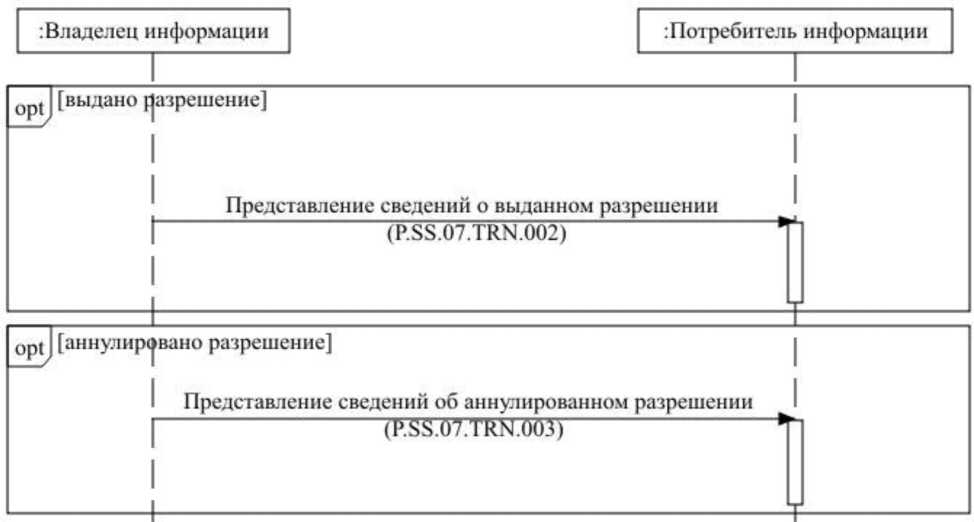 :Владелец информации
:Потребитель информации
opt
[выдано разрешение]
Представление сведений о выданном разрешении
(P.SS.07.TRN.002)
opt
[аннулировано разрешение]
Представление сведений об аннулированном разрешении
(P.SS.07.TRN.003)